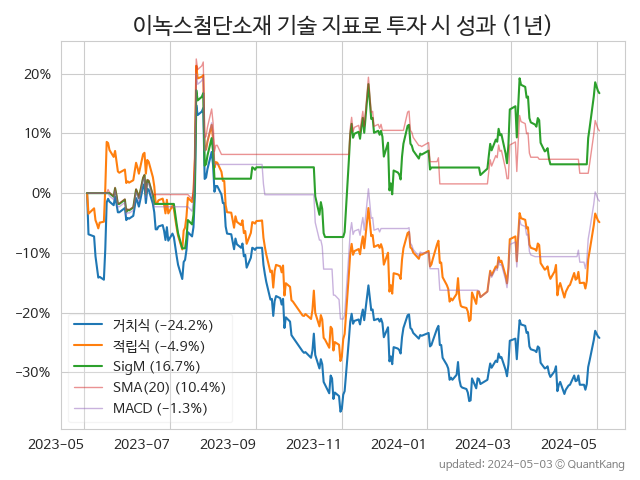 이녹스첨단소재 기술 지표로 투자 시 성과 (1년)
20%
10%
0%
−10%
−20%
−30%
거치식 (−24.2%)
적립식 (−4.9%)
SigM (16.7%)
SMA(20) (10.4%)
MACD (−1.3%)
2023-05 2023-07 2023-09 2023-11 2024-01 2024-03 2024-05
updated: 2024-05-03 © QuantKang